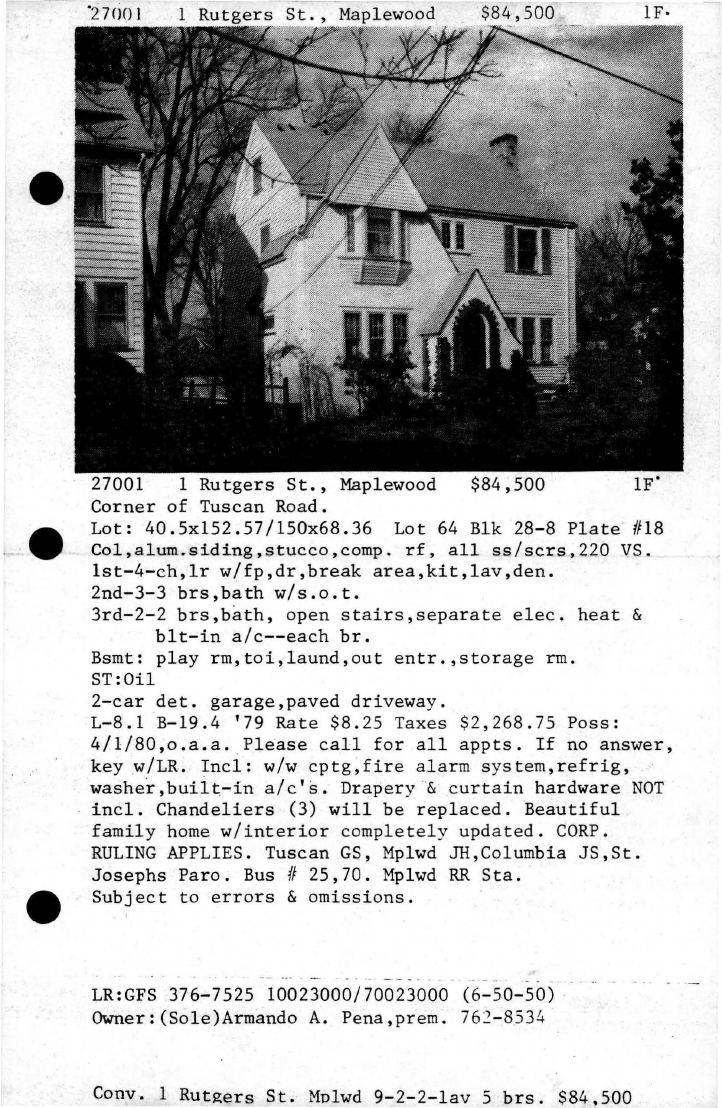 27001 1 Rutgers St., Maplewood $84,500 1F.
27001 1 Rutgers St., Maplewood $84,500 1F.
Corner of Tuscan Road.
Lot: 40.5x152.57/150x68.36 Lot 64 Blk 28-8 Plate #18
Col,alum.siding,stucco,comp. rf, all ss/scrs,220 VS.
1st-4-ch,lr w/fp,dr,break area,kit,lav,den.
2nd-3-3 brs,bath w/s.o.t.
3rd-2-2 brs,bath, open stairs,separate elec. heat &
blt-in a/c--each br.
Bsmt: play rm,toi,laund,out entr.,storage rm.
ST:Oil
2-car det. garage,paved driveway.
L-8.1 B-19.4 '79 Rate $8.25 Taxes $2,268.75 Poss:
4/1/80,o.a.a. Please call for all appts. If no answer,
key w/LR. Incl: w/w cptg,fire alarm system,refrig,
washer,built-in a/c's. Drapery & curtain hardware NOT
incl. Chandeliers (3) will be replaced. Beautiful
family home w/interior completely updated. CORP.
RULING APPLIES. Tuscan GS, Mplwd JH,Columbia JS,St.
Josephs Paro. Bus # 25,70. Mplwd RR Sta.
Subject to errors & omissions.
LR:GFS 376-7525 10023000/70023000 (6-50-50)
Owner:(Sole)Armando A. Pena,prem. 762-8534
Conv. 1 Rutgers St. Mplwd 9-2-2-lav 5 brs. $84,500